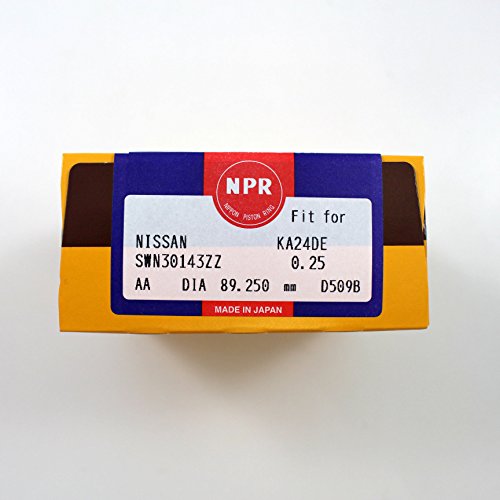 NPR
NIPPON PISTON RING
Fit for
NISSAN KA24DE
SWN30143ZZ 0.25
AA DIA 89.250 mm D509B
MADE IN JAPAN